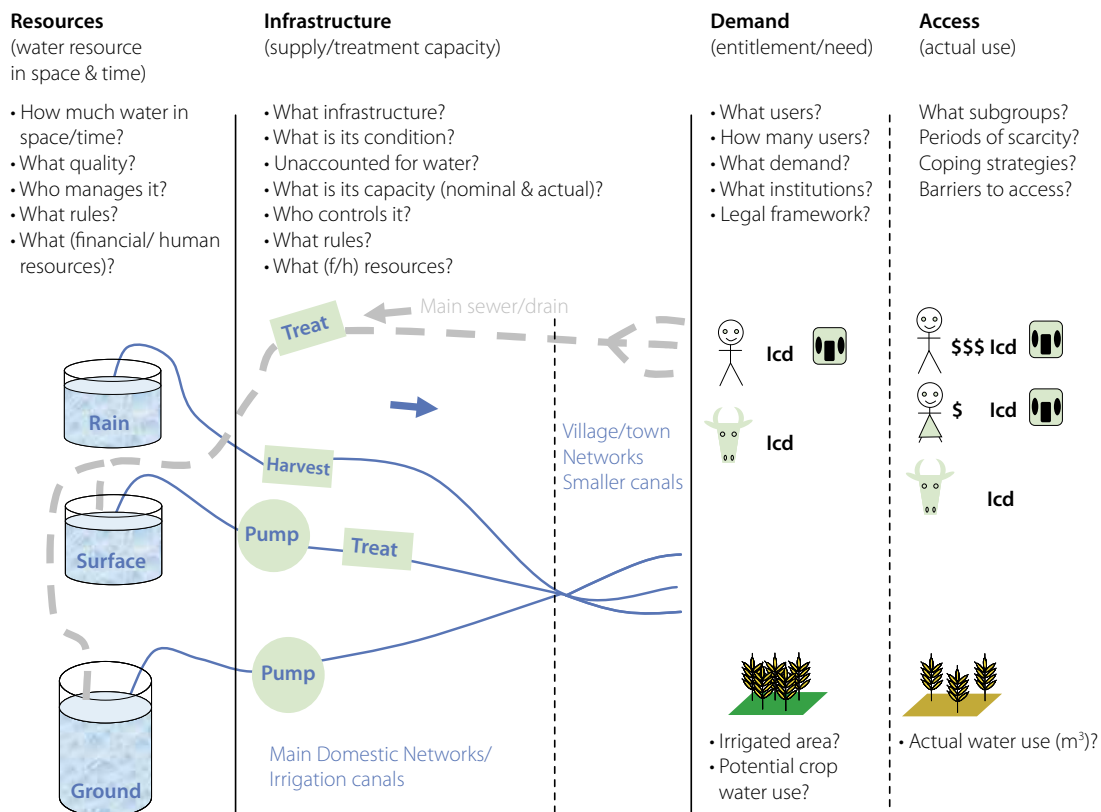 Resources
(water resource
in space & time)
• How much water in
space/time?
• What quality?
• Who manages it?
• What rules?
• What (financial/ human
resources)?
Infrastructure
(supply/treatment capacity)
• What infrastructure?
• What is its condition?
• Unaccounted for water?
• What is its capacity (nominal & actual)?
• Who controls it?
• What rules?
• What (f/h) resources?
Demand
(entitlement/need)
• What users?
• How many users?
• What demand?
• What institutions?
• Legal framework?
Access
(actual use)
What subgroups?
Periods of scarcity?
Coping strategies?
Barriers to access?
Main sewer/drain
Treat
Rain
Harvest
Surface
Pump
Treat
Ground
Pump
Village/town
Networks
Smaller canals
Main Domestic Networks/
Irrigation canals
lcd
lcd
$$$ lcd
$ lcd
lcd
• Irrigated area?
• Potential crop
water use?
• Actual water use (m³)?